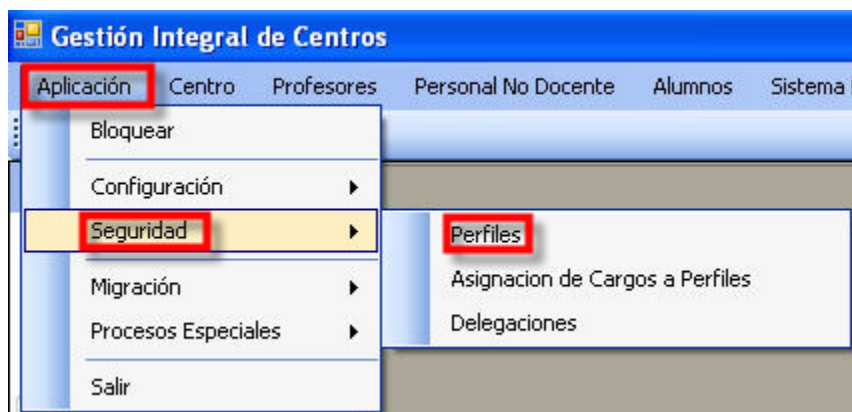 Gestión Integral de Centros
Aplicación Centro Profesores Personal No Docente Alumnos Sistema
Bloquear
Configuración
Seguridad
Perfiles
Asignacion de Cargos a Perfiles
Migración
Delegaciones
Procesos Especiales
Salir